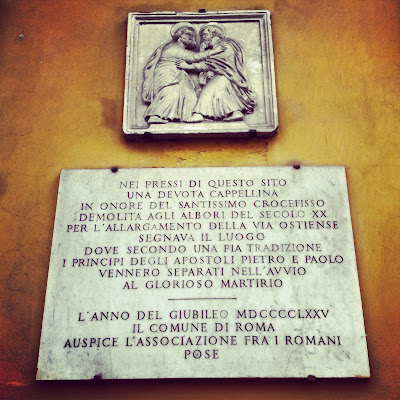 NEI PRESSI DI QUESTO SITO
UNA DEVOTA CAPPELLINA
IN ONORE DEL SANTISSIMO CROCEFISSO
DEMOLITA AGLI ALBORI DEL SECOLO XX
PER L'ALLARGAMENTO DELLA VIA OSTIENSE
SEGNAVA IL LUOGO
DOVE SECONDO UNA PIA TRADIZIONE
I PRINCIPI DEGLI APOSTOLI PIETRO E PAOLO
VENNERO SEPARATI NELL'AVVIO
AL GLORIOSO MARTIRIO
L'ANNO DEL GIUBILEO MDCCCCLXXV
IL COMUNE DI ROMA
AUSPICE L'ASSOCIAZIONE FRA I ROMANI
POSE